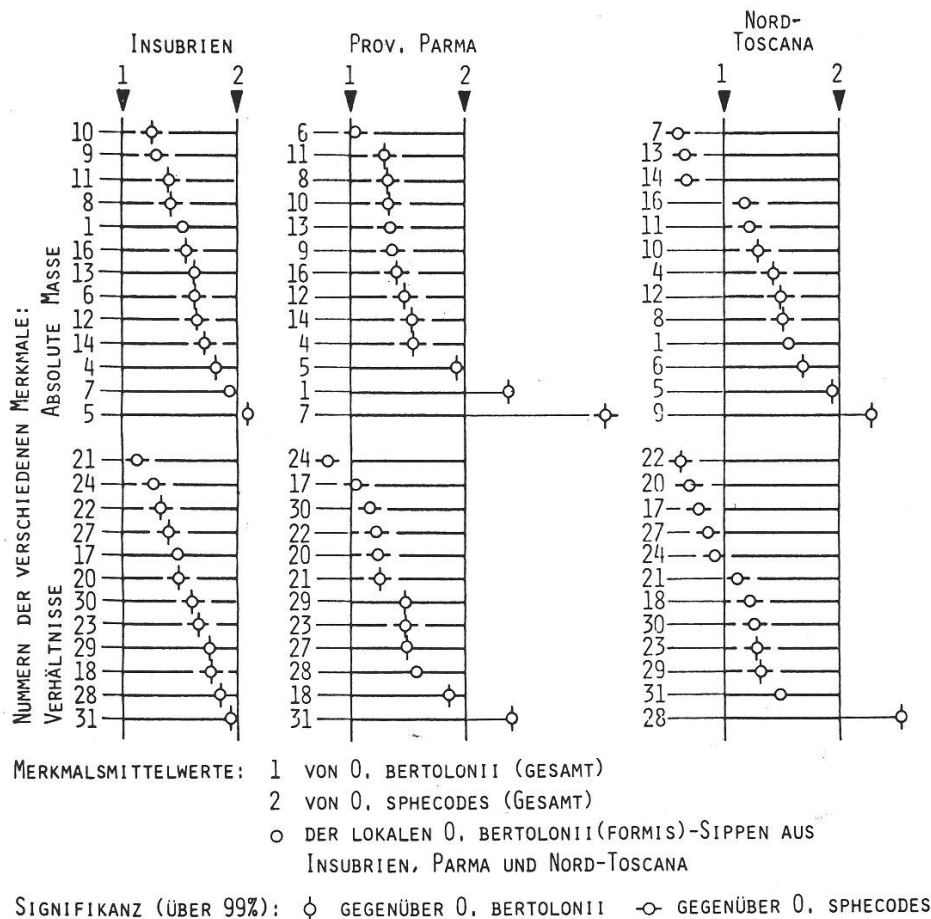 INSUBRIEN PROV. PARMA NORD-
TOSCANA
1 2 1 2 1 2
NUMMERN DER VERSCHIEDENEN MERKMALE:
ABSOLUTE MASSE
10 6 7
9 11 13
11 8 14
8 10 16
1 13 11
16 9 10
13 16 4
6 12 12
12 14 8
14 4 1
4 5 6
7 1 5
5 7 9
VERHÄLTNISSE
21 24 22
24 17 20
22 30 17
27 22 27
17 20 24
20 21 21
30 29 18
23 23 30
29 27 23
18 28 29
28 18 31
31 31 28
MERKMALSMITTELWERTE: 1 VON O. BERTOLONII (GESAMT)
2 VON O. SPHECODES (GESAMT)
DER LOKALEN O. BERTOLONII(FORMIS)-SIPPEN AUS
INSUBRIEN, PARMA UND NORD-TOSCANA
SIGNIFIKANZ (ÜBER 99%): GEGENÜBER O. BERTOLONII GEGENÜBER O. SPHECODES